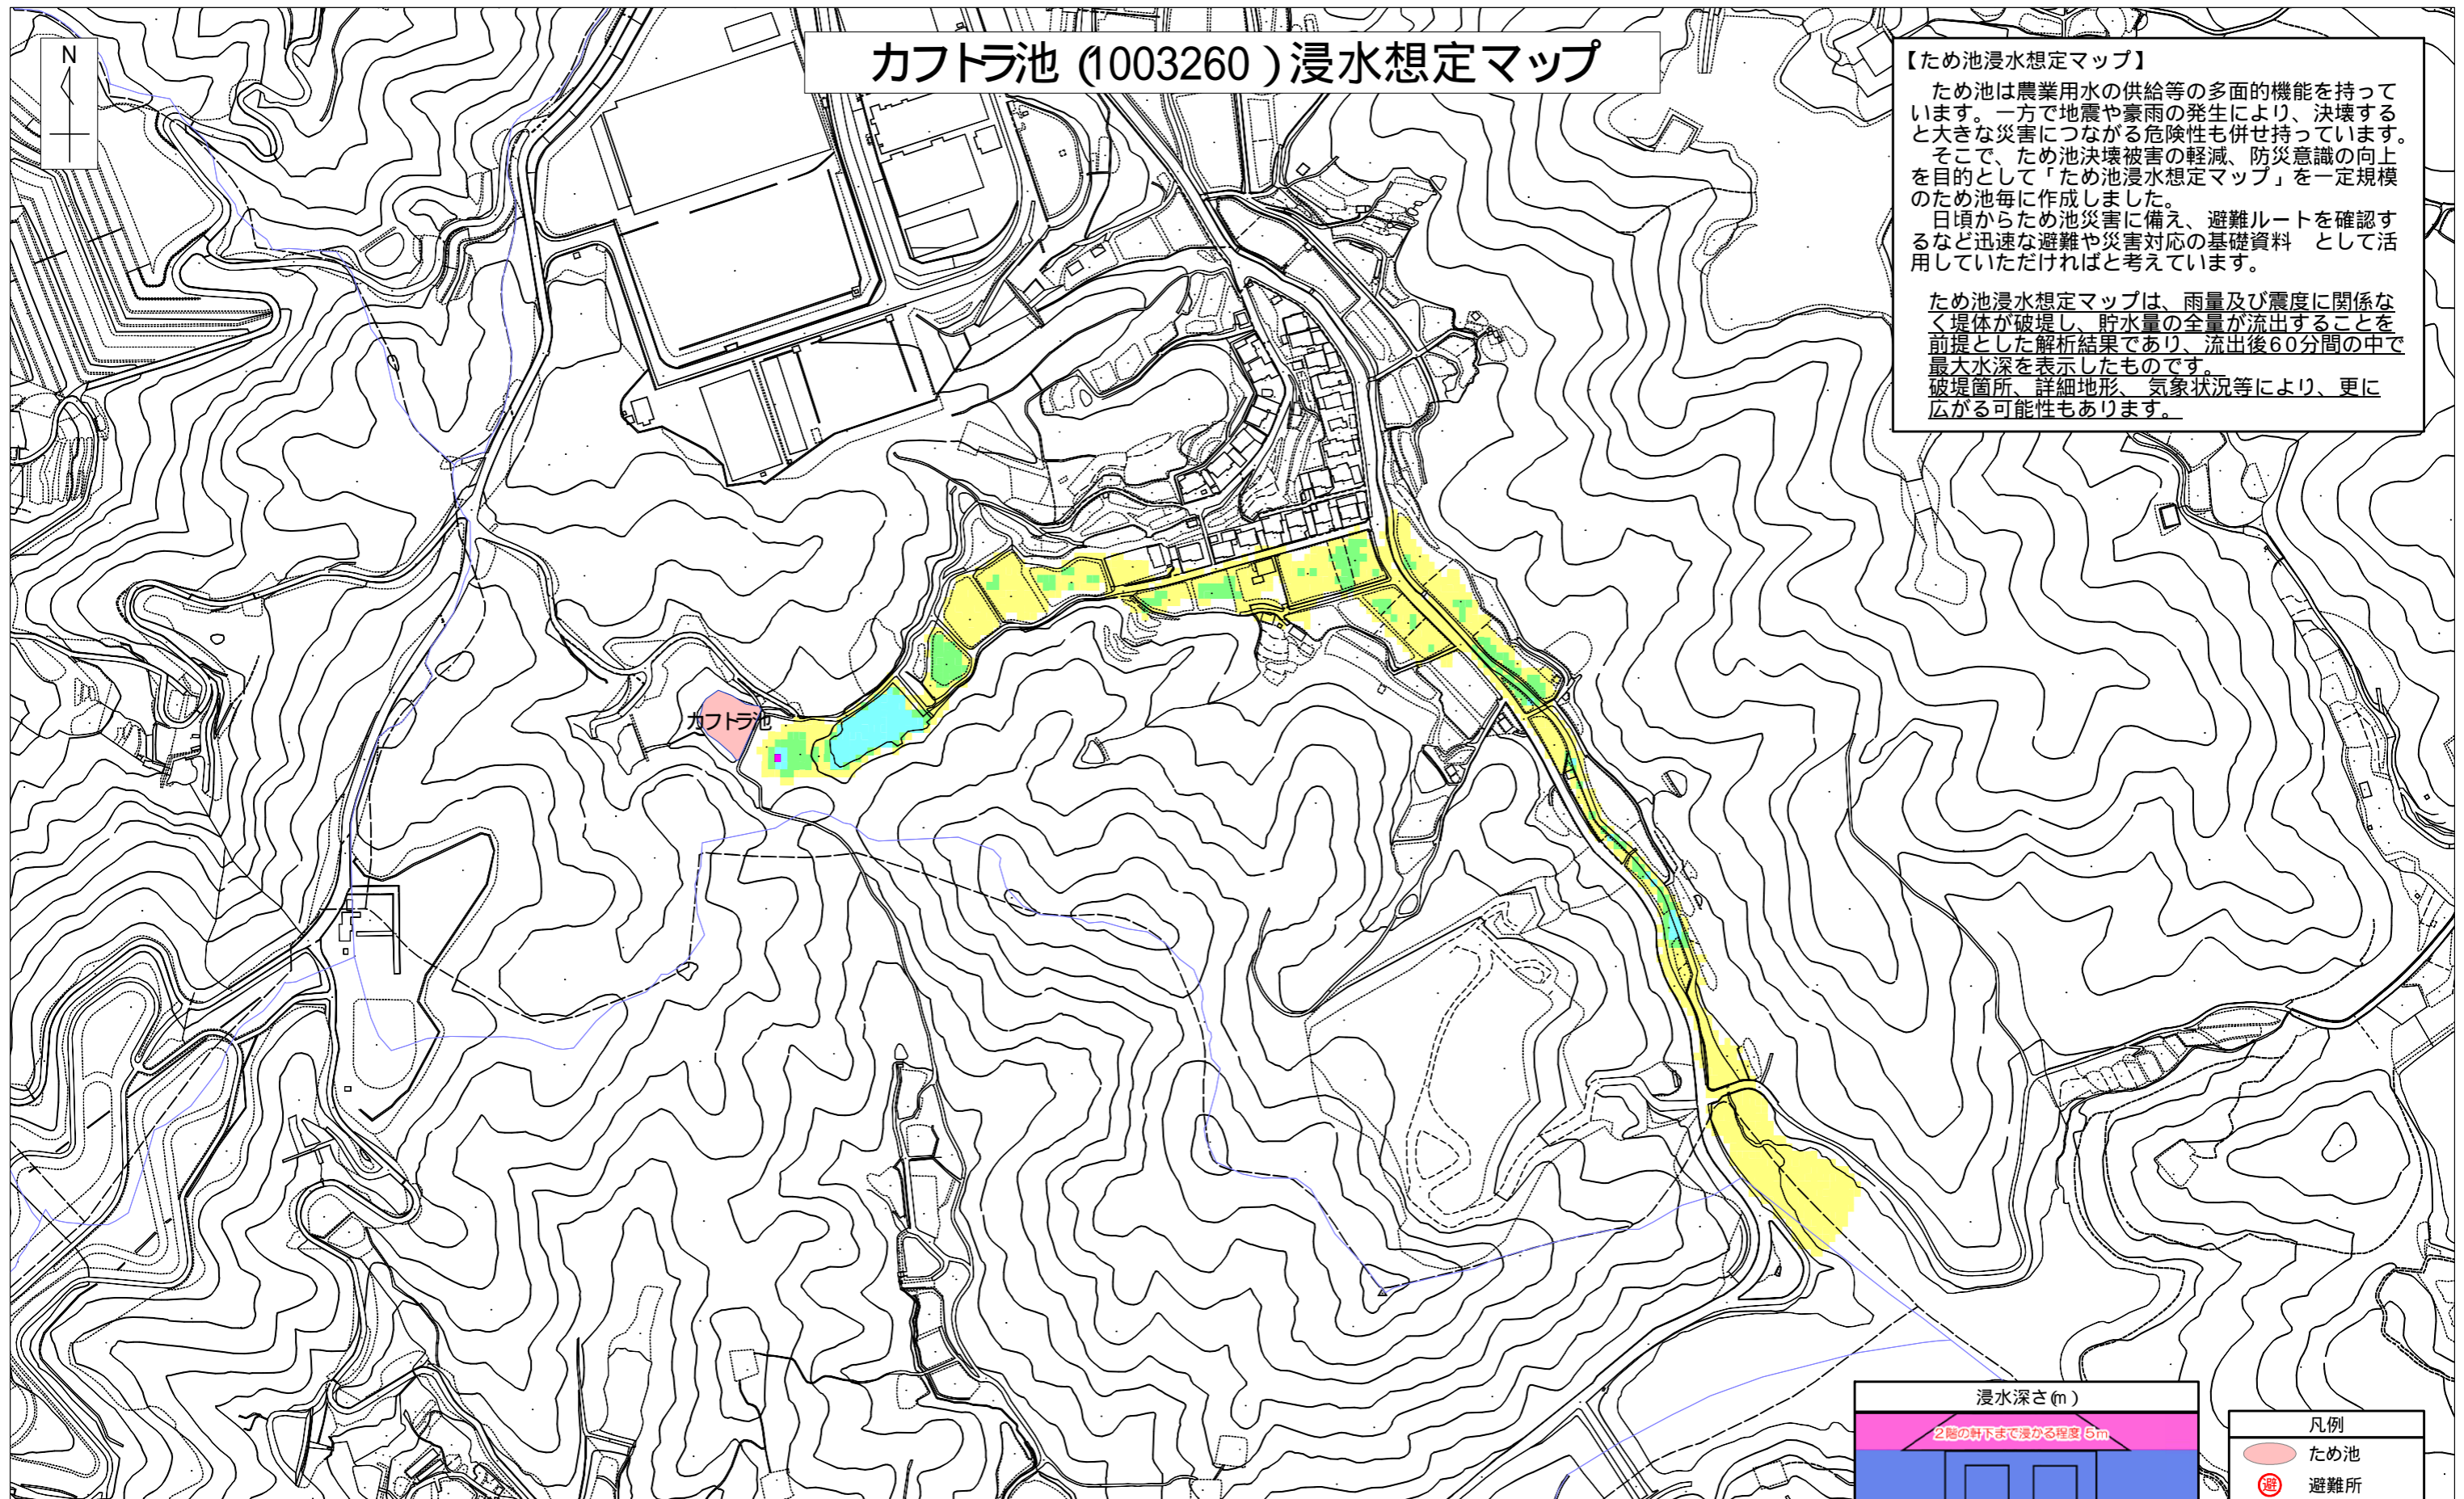 N
カフトラ池 (1003260 ) 浸水想定マップ
【ため池浸水想定マップ】
ため池は農業用水の供給等の多面的機能を持って
います。一方で地震や豪雨の発生により、決壊する
と大きな災害につながる危険性も併せ持っています。
そこで、ため池決壊被害の軽減、防災意識の向上
を目的として「ため池浸水想定マップ」を一定規模
のため池毎に作成しました。
日頃からため池災害に備え、避難ルートを確認す
るなど迅速な避難や災害対応の基礎資料　として活
用していただければと考えています。
ため池浸水想定マップは、雨量及び震度に関係な
く堤体が破堤し、貯水量の全量が流出することを
前提とした解析結果であり、流出後60分間の中で
最大水深を表示したものです。
破堤箇所、詳細地形、 気象状況等により、更に
広がる可能性もあります。
カフトラ池
浸水深さ(m )
2階の軒下まで浸かる程度 5m
凡例
ため池
避 避難所